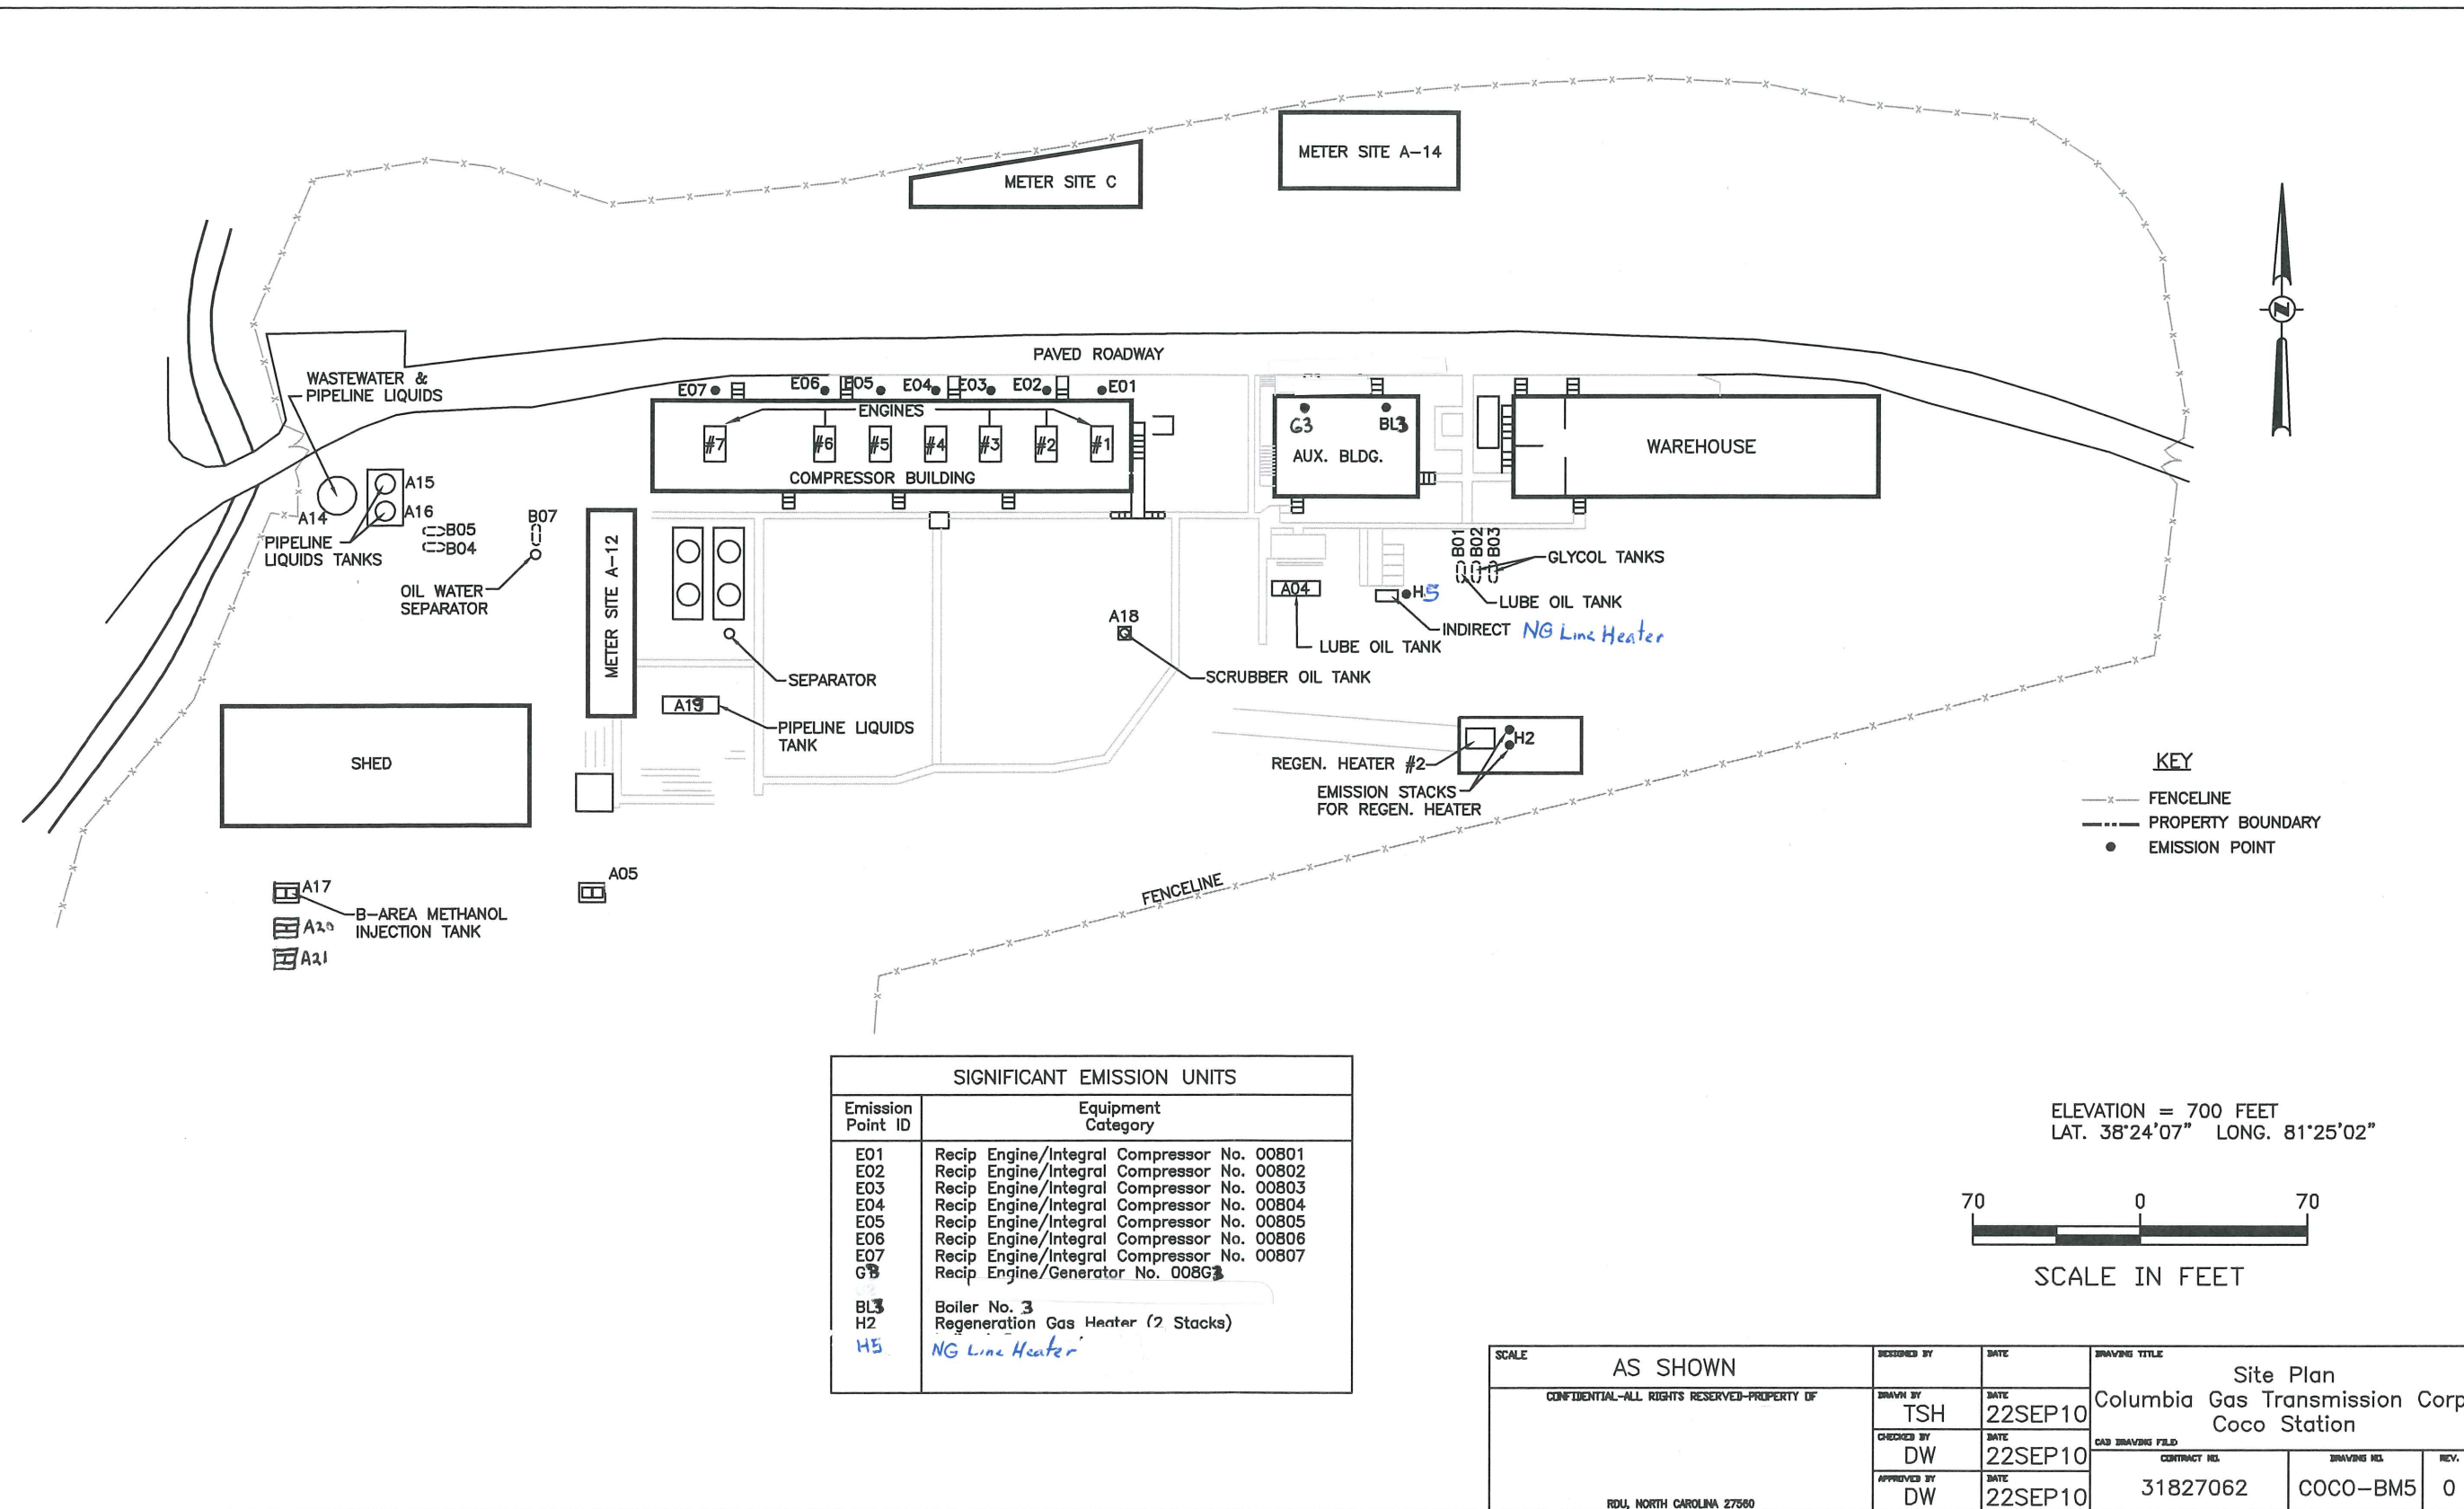 METER SITE A-14
METER SITE C
PAVED ROADWAY
WASTEWATER &
PIPELINE LIQUIDS
E07
E06
E05
E04
E03
E02
E01
ENGINES
#7
#6
#5
#4
#3
#2
#1
COMPRESSOR BUILDING
G3
BL3
AUX. BLDG.
WAREHOUSE
A14
A15
A16
PIPELINE
LIQUIDS TANKS
B05
B04
B07
OIL WATER
SEPARATOR
METER SITE A-12
B01
B02
B03
GLYCOL TANKS
LUBE OIL TANK
A04
H5
INDIRECT NG Line Heater
LUBE OIL TANK
A18
SCRUBBER OIL TANK
SEPARATOR
A19
PIPELINE LIQUIDS
TANK
SHED
H2
REGEN. HEATER #2
EMISSION STACKS
FOR REGEN. HEATER
KEY
FENCELINE
PROPERTY BOUNDARY
EMISSION POINT
N
A17
B-AREA METHANOL
INJECTION TANK
A20
A21
A05
FENCELINE
SIGNIFICANT EMISSION UNITS
Emission Point ID Equipment Category
E01 Recip Engine/Integral Compressor No. 00801
E02 Recip Engine/Integral Compressor No. 00802
E03 Recip Engine/Integral Compressor No. 00803
E04 Recip Engine/Integral Compressor No. 00804
E05 Recip Engine/Integral Compressor No. 00805
E06 Recip Engine/Integral Compressor No. 00806
E07 Recip Engine/Integral Compressor No. 00807
G3 Recip Engine/Generator No. 008G3
BL3 Boiler No. 3
H2 Regeneration Gas Heater (2 Stacks)
H5 NG Line Heater
ELEVATION = 700 FEET
LAT. 38°24'07" LONG. 81°25'02"
70 0 70
SCALE IN FEET
SCALE
AS SHOWN
CONFIDENTIAL-ALL RIGHTS RESERVED-PROPERTY OF
RDU, NORTH CAROLINA 27560
DESIGNED BY
DATE
DRAWN BY
TSH
DATE
22SEP10
CHECKED BY
DW
DATE
22SEP10
APPROVED BY
DW
DATE
22SEP10
DRAWING TITLE
Site Plan
Columbia Gas Transmission Corp
Coco Station
CAD DRAWING FILE
CONTRACT NO.
31827062
DRAWING NO.
COCO-BM5
REV.
0